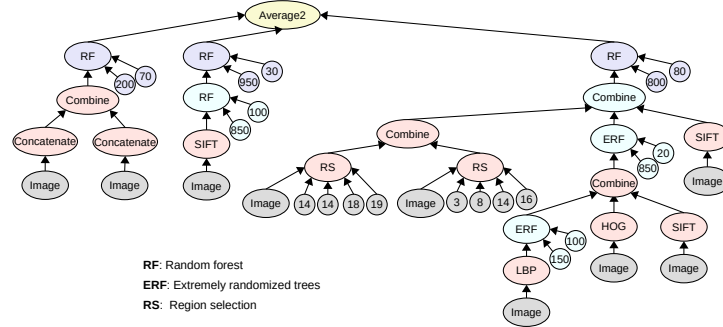 Average2
RF
RF
RF
200
70
950
30
800
80
Combine
RF
100
850
Combine
Concatenate
Concatenate
SIFT
Combine
ERF
20
850
SIFT
Image
Image
Image
RS
RS
Combine
Image
Image
14
14
18
19
Image
3
8
14
16
ERF
100
150
HOG
SIFT
LBP
Image
Image
Image
RF: Random forest
ERF: Extremely randomized trees
RS: Region selection